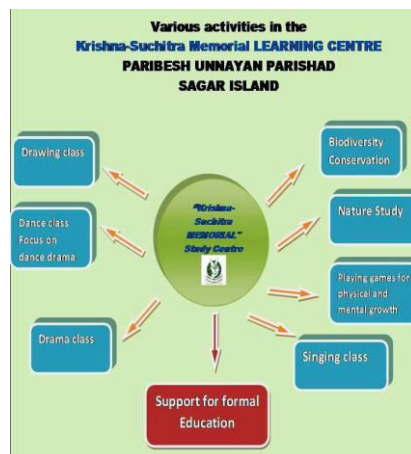 Various activities in the
Krishna-Suchitra Memorial LEARNING CENTRE
PARIBESH UNNAYAN PARISHAD
SAGAR ISLAND
Drawing class
Dance class
Focus on
dance drama
Drama class
"Krishna-
Suchitra
MEMORIAL"
Study Centre
Biodiversity
Conservation
Nature Study
Playing games for
physical and
mental growth
Singing class
Support for formal
Education